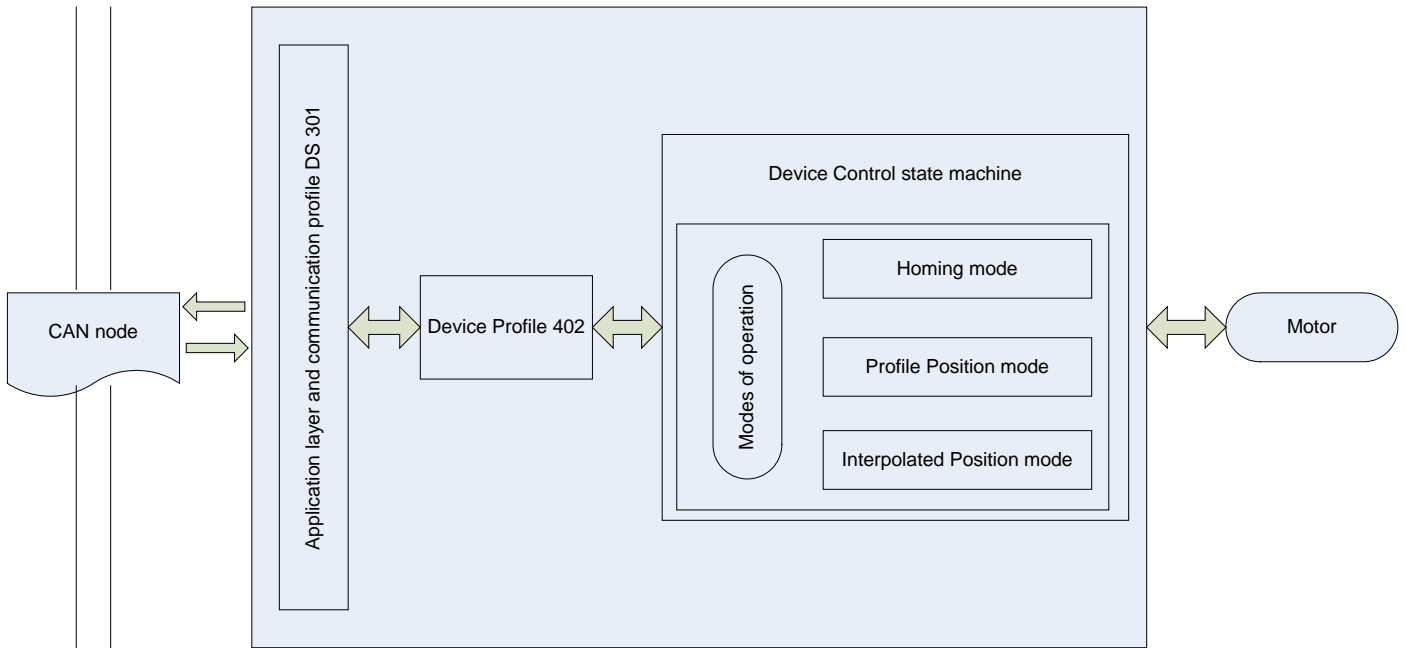 CAN node
Application layer and communication profile DS 301
Device Profile 402
Device Control state machine
Modes of operation
Homing mode
Profile Position mode
Interpolated Position mode
Motor